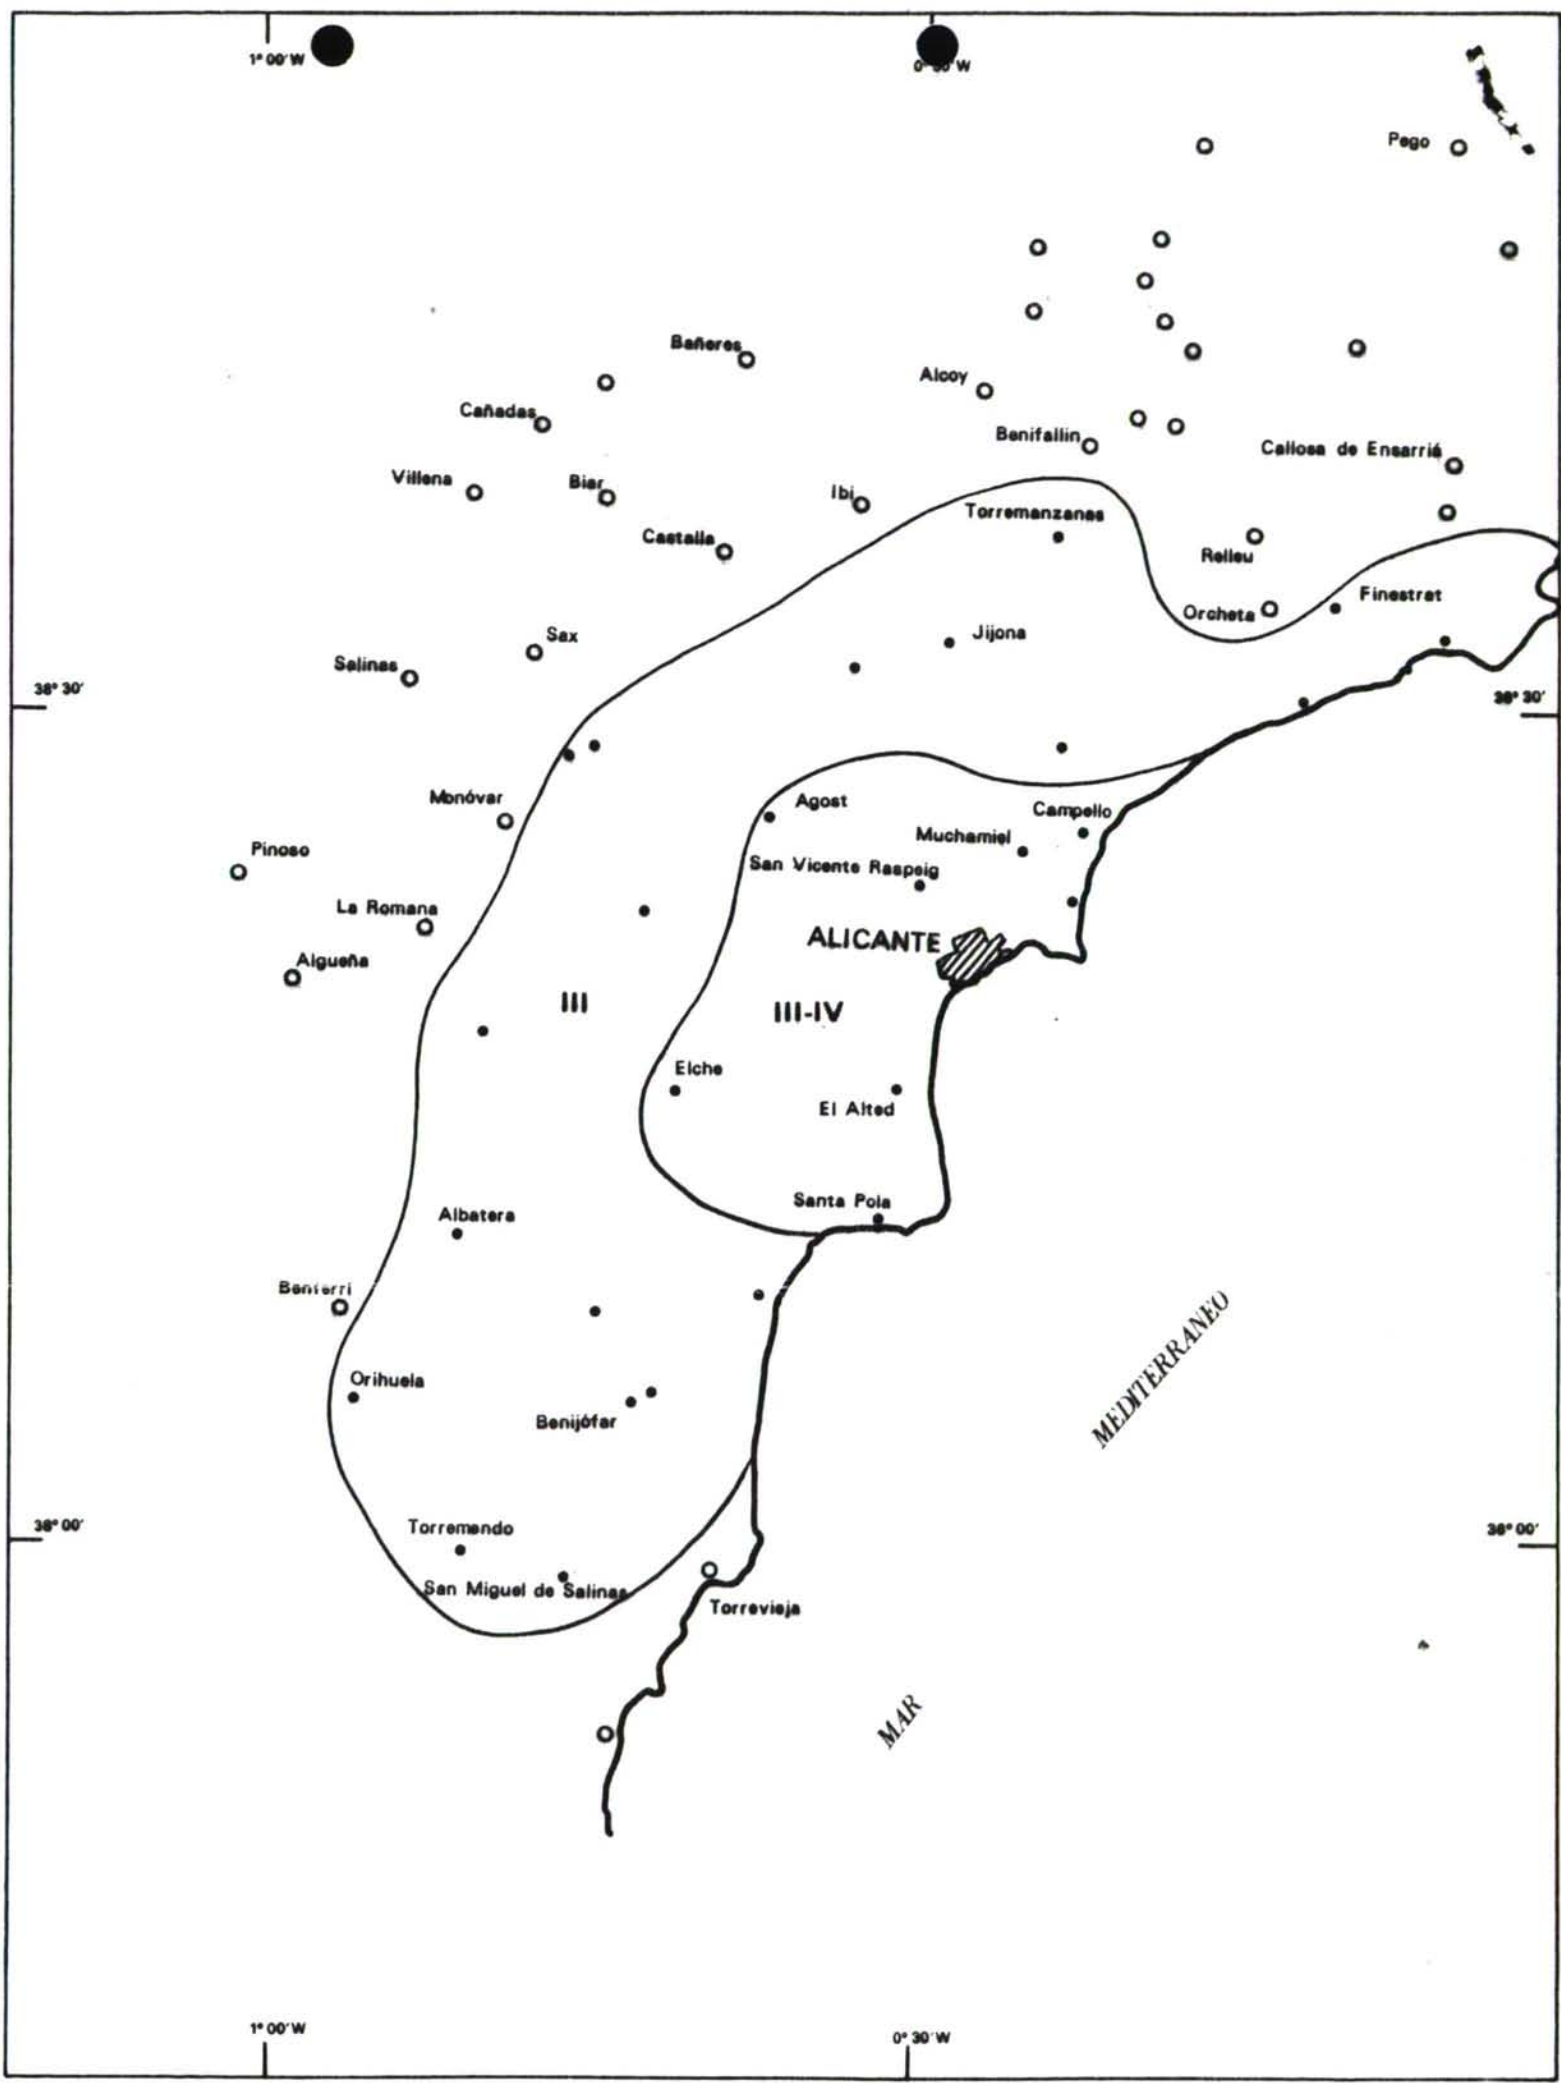 1° 00' W
Pego
Bañeres
Alcoy
Cañadas
Benifallin
Callosa de Ensarriá
Villena
Biar
Ibi
Torremanzanas
Castalla
Relleu
Finestrat
Orcheta
Jijona
Sax
Salinas
38° 30'
38° 30'
Monóvar
Agost
Campello
Muchamiel
Pinoso
San Vicente Raspeig
La Romana
ALICANTE
Algueña
III
III-IV
Elche
El Alted
Santa Pola
Albatera
MEDITERRANEO
Orihuela
Benijófar
38° 00'
38° 00'
Torremendo
San Miguel de Salinas
Torrevieja
MAR
1° 00' W
0° 30' W